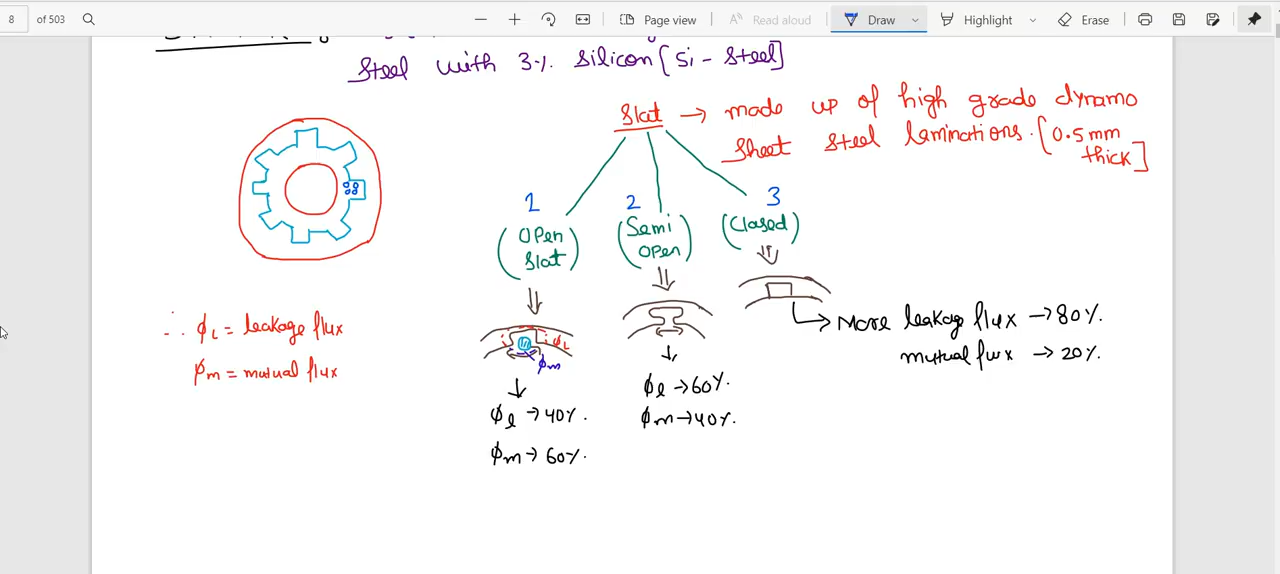 8 of 503 Page view Read aloud Draw Highlight Erase
Steel with 3% Silicon [Si - Steel]
Slot → made up of high grade dynamo
sheet steel laminations. [0.5mm
thick]
1 2 3
(Open
Slot)
(Semi
Open)
(Closed)
∴ ϕL = leakage flux
ϕm = mutual flux
ϕL
ϕm
ϕl → 40%.
ϕm → 60%.
ϕl → 60%.
ϕm → 40%.
More leakage flux → 80%.
mutual flux → 20%.